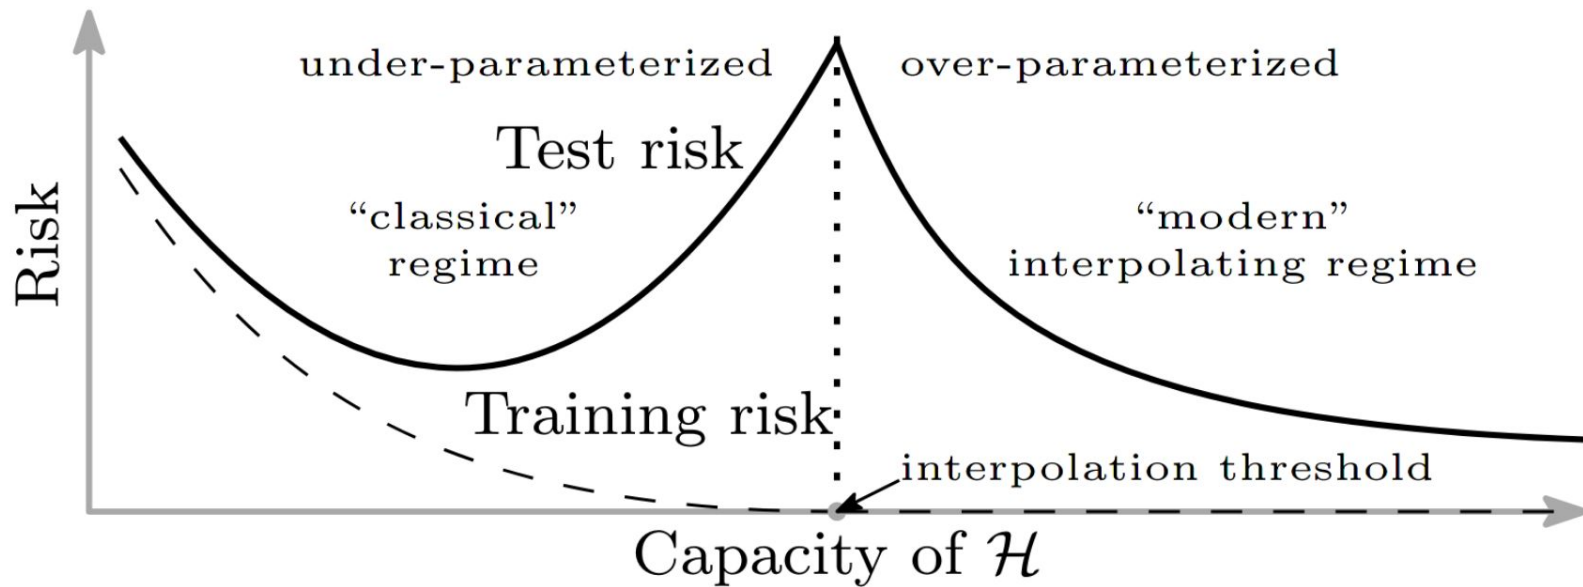 under-parameterized
over-parameterized
Test risk
“classical”
regime
“modern”
interpolating regime
Risk
Training risk
interpolation threshold
Capacity of ℋ